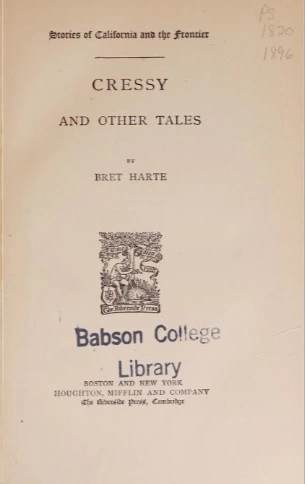 PS
1820
1896
Stories of California and the Frontier
CRESSY
AND OTHER TALES
BY
BRET HARTE
The Riverside Press
Babson College
Library
BOSTON AND NEW YORK
HOUGHTON, MIFFLIN AND COMPANY
The Riverside Press, Cambridge